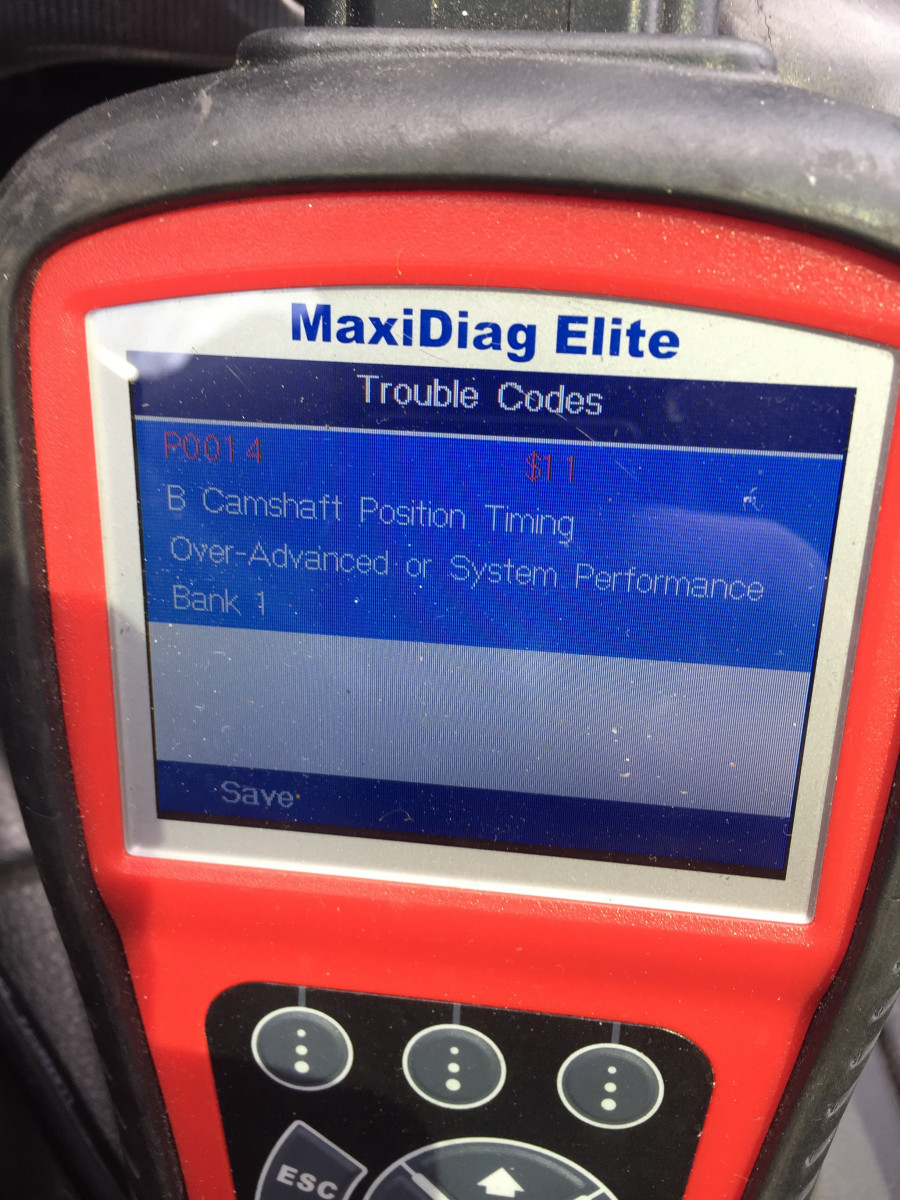 MaxiDiag Elite
Trouble Codes
P0014 $11
B Camshaft Position Timing
Over-Advanced or System Performance
Bank 1
Save
ESC